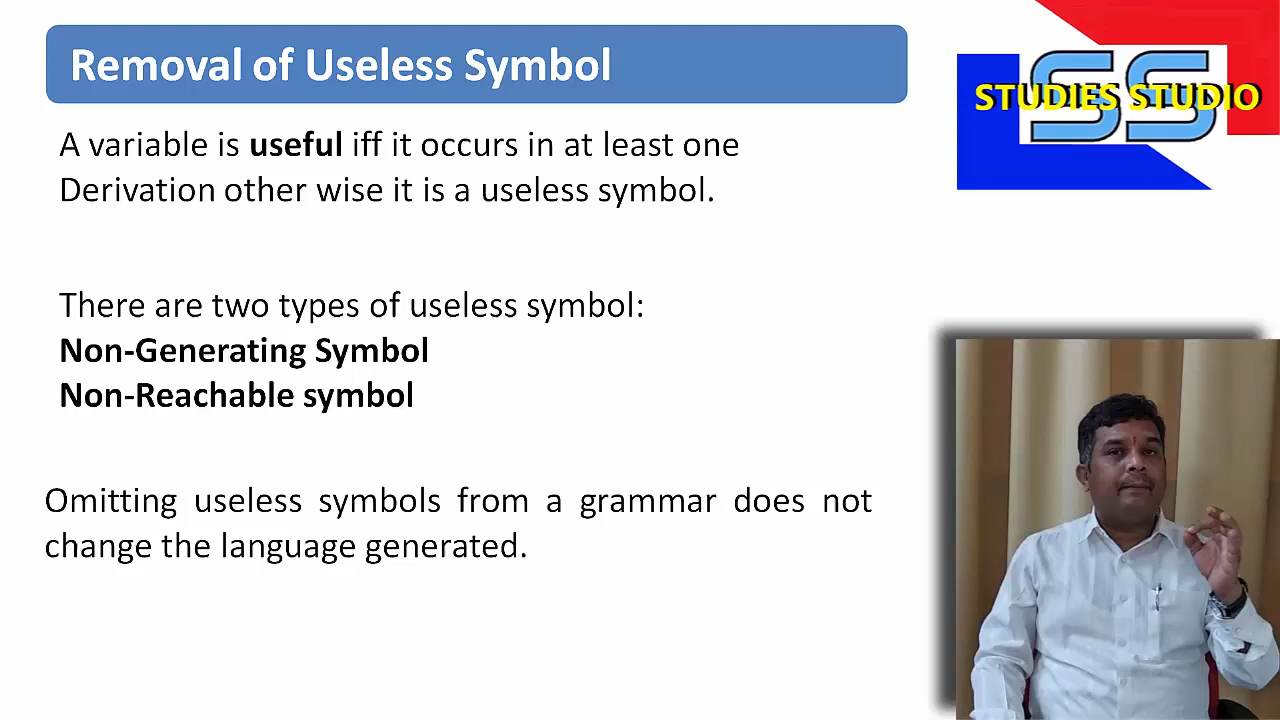 Removal of Useless Symbol
SS
STUDIES STUDIO
A variable is useful iff it occurs in at least one
Derivation other wise it is a useless symbol.
There are two types of useless symbol:
Non-Generating Symbol
Non-Reachable symbol
Omitting useless symbols from a grammar does not
change the language generated.